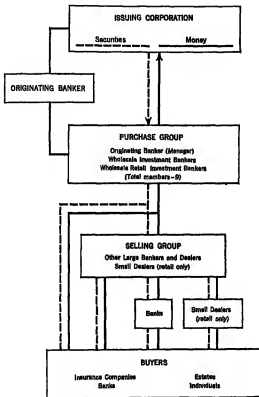 ISSUING CORPORATION
Securities Money
ORIGINATING BANKER
PURCHASE GROUP
Originating Banker (Manager)
Wholesale Investment Bankers
Wholesale Retail Investment Bankers
(Total members-9)
SELLING GROUP
Other Large Bankers and Dealers
Small Dealers (retail only)
Banks
Small Dealers
(retail only)
BUYERS
Insurance Companies Estates
Banks Individuals